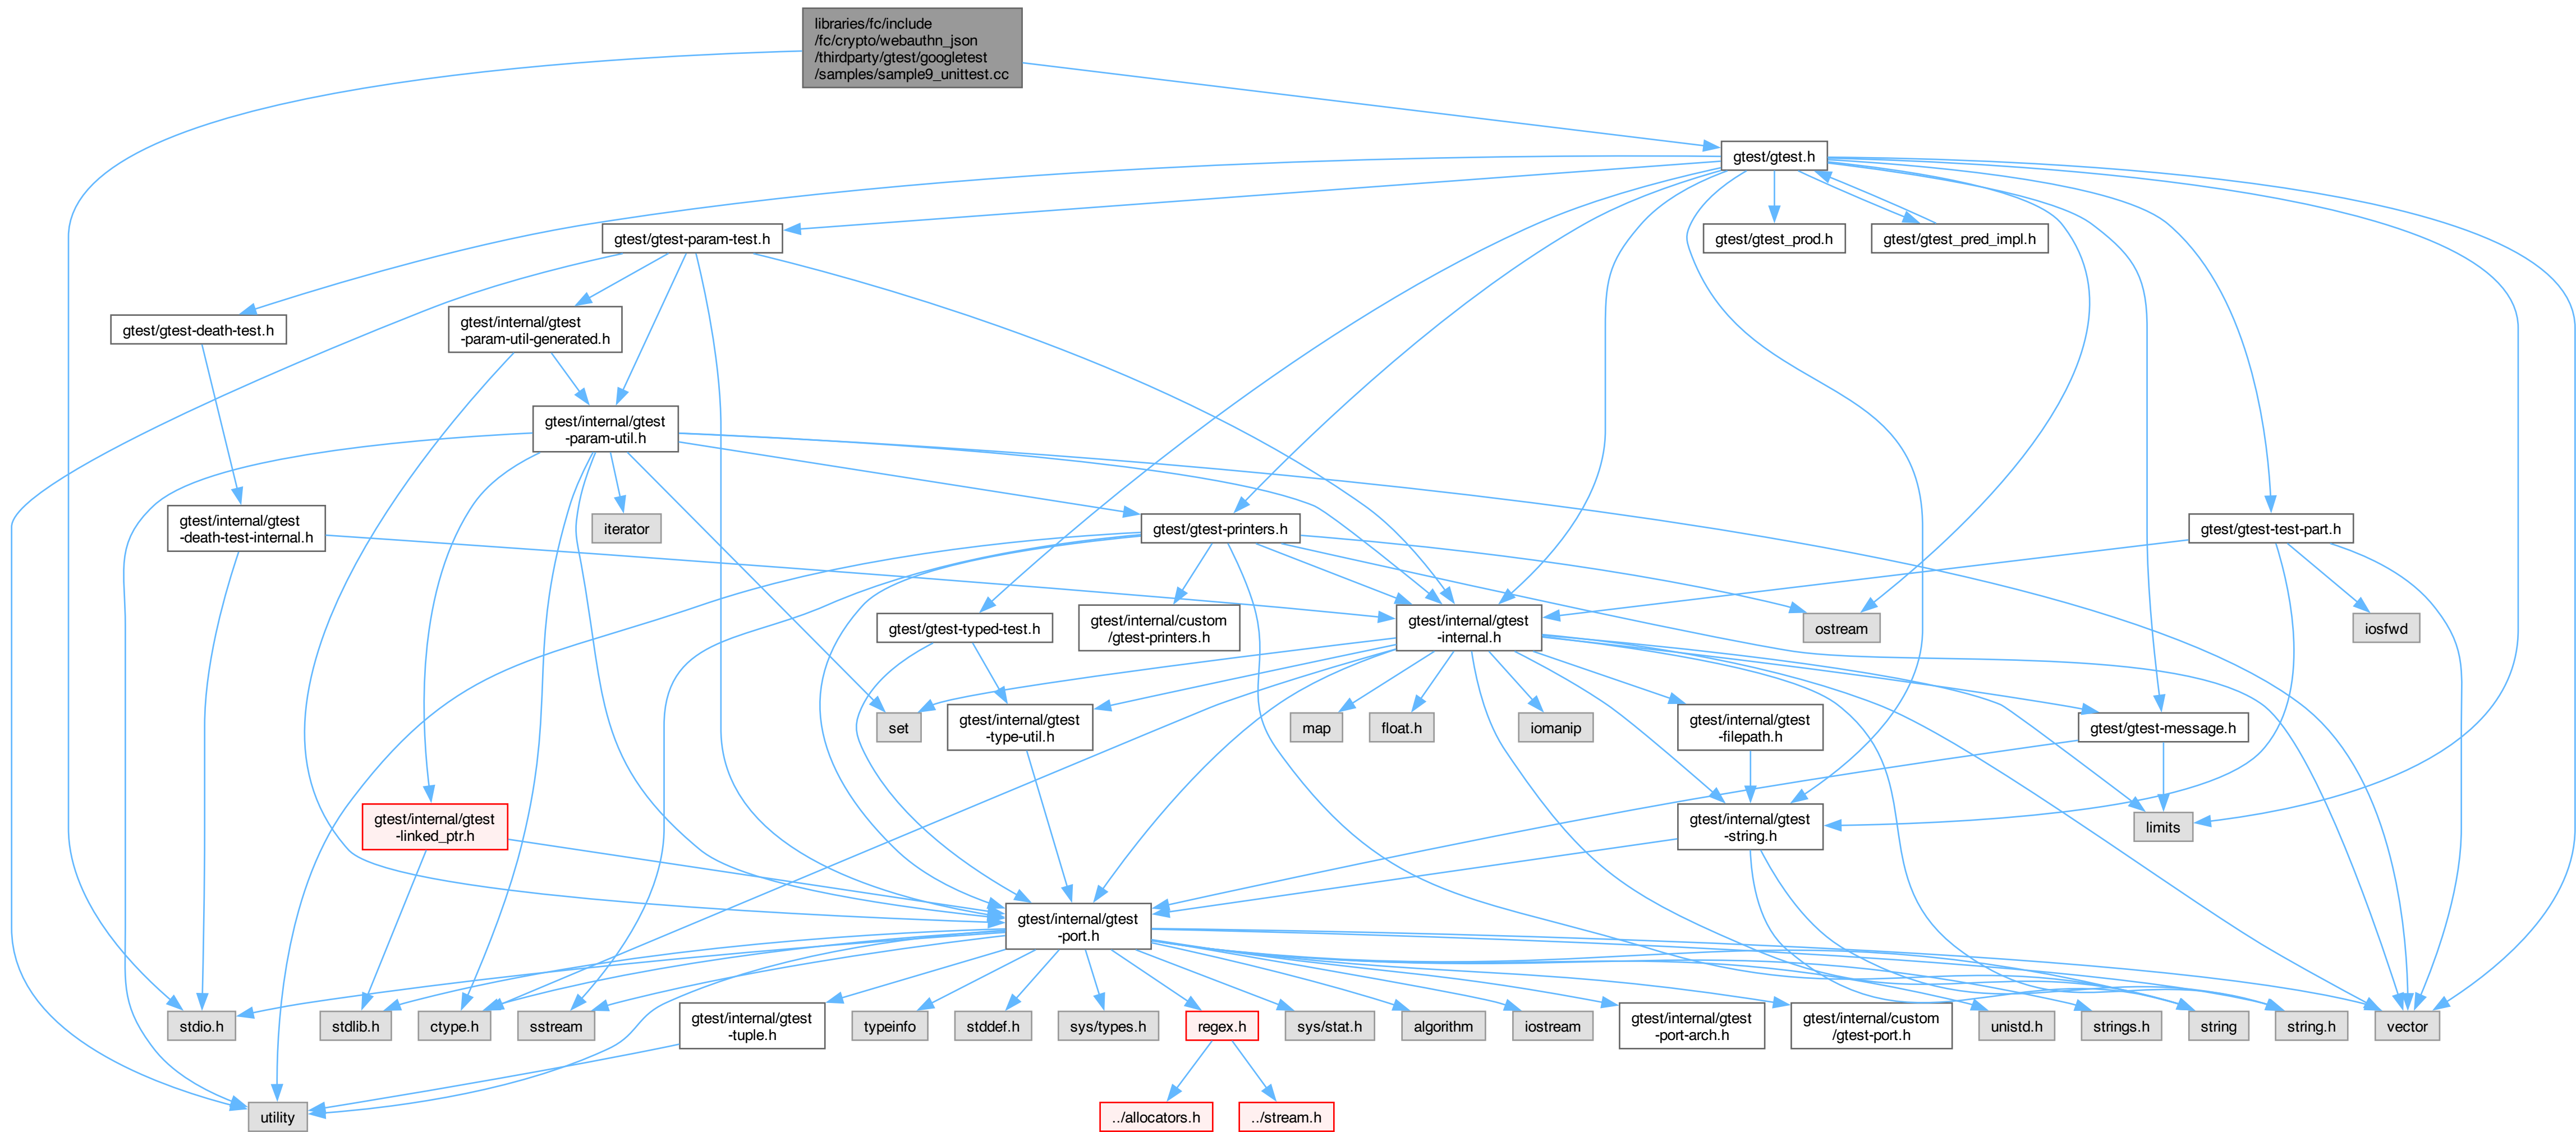 libraries/fc/include
/fc/crypto/webauthn_json
/thirdparty/gtest/googletest
/samples/sample9_unittest.cc
gtest/gtest.h
gtest/gtest-param-test.h
gtest/gtest_prod.h
gtest/gtest_pred_impl.h
gtest/gtest-death-test.h
gtest/internal/gtest
-param-util-generated.h
gtest/internal/gtest
-param-util.h
gtest/internal/gtest
-death-test-internal.h
iterator
gtest/gtest-printers.h
gtest/gtest-test-part.h
gtest/gtest-typed-test.h
gtest/internal/custom
/gtest-printers.h
gtest/internal/gtest
-internal.h
ostream
iosfwd
set
gtest/internal/gtest
-type-util.h
map
float.h
iomanip
gtest/internal/gtest
-filepath.h
gtest/gtest-message.h
gtest/internal/gtest
-linked_ptr.h
gtest/internal/gtest
-string.h
limits
gtest/internal/gtest
-port.h
stdio.h
stdlib.h
ctype.h
sstream
gtest/internal/gtest
-tuple.h
typeinfo
stddef.h
sys/types.h
regex.h
sys/stat.h
algorithm
iostream
gtest/internal/gtest
-port-arch.h
gtest/internal/custom
/gtest-port.h
unistd.h
strings.h
string
string.h
vector
utility
../allocators.h
../stream.h